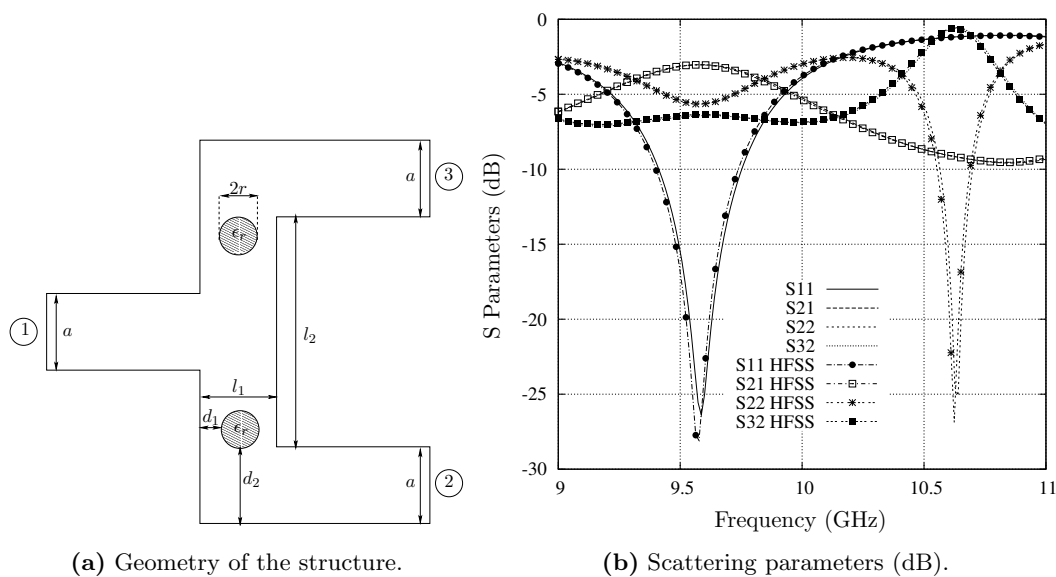 a
3
2r
ϵr
1
a
l2
l1
d1
ϵr
d2
a
2
(a) Geometry of the structure.
0
-5
-10
-15
-20
-25
-30
S Parameters (dB)
S11
S21
S22
S32
S11 HFSS
S21 HFSS
S22 HFSS
S32 HFSS
9 9.5 10 10.5 11
Frequency (GHz)
(b) Scattering parameters (dB).